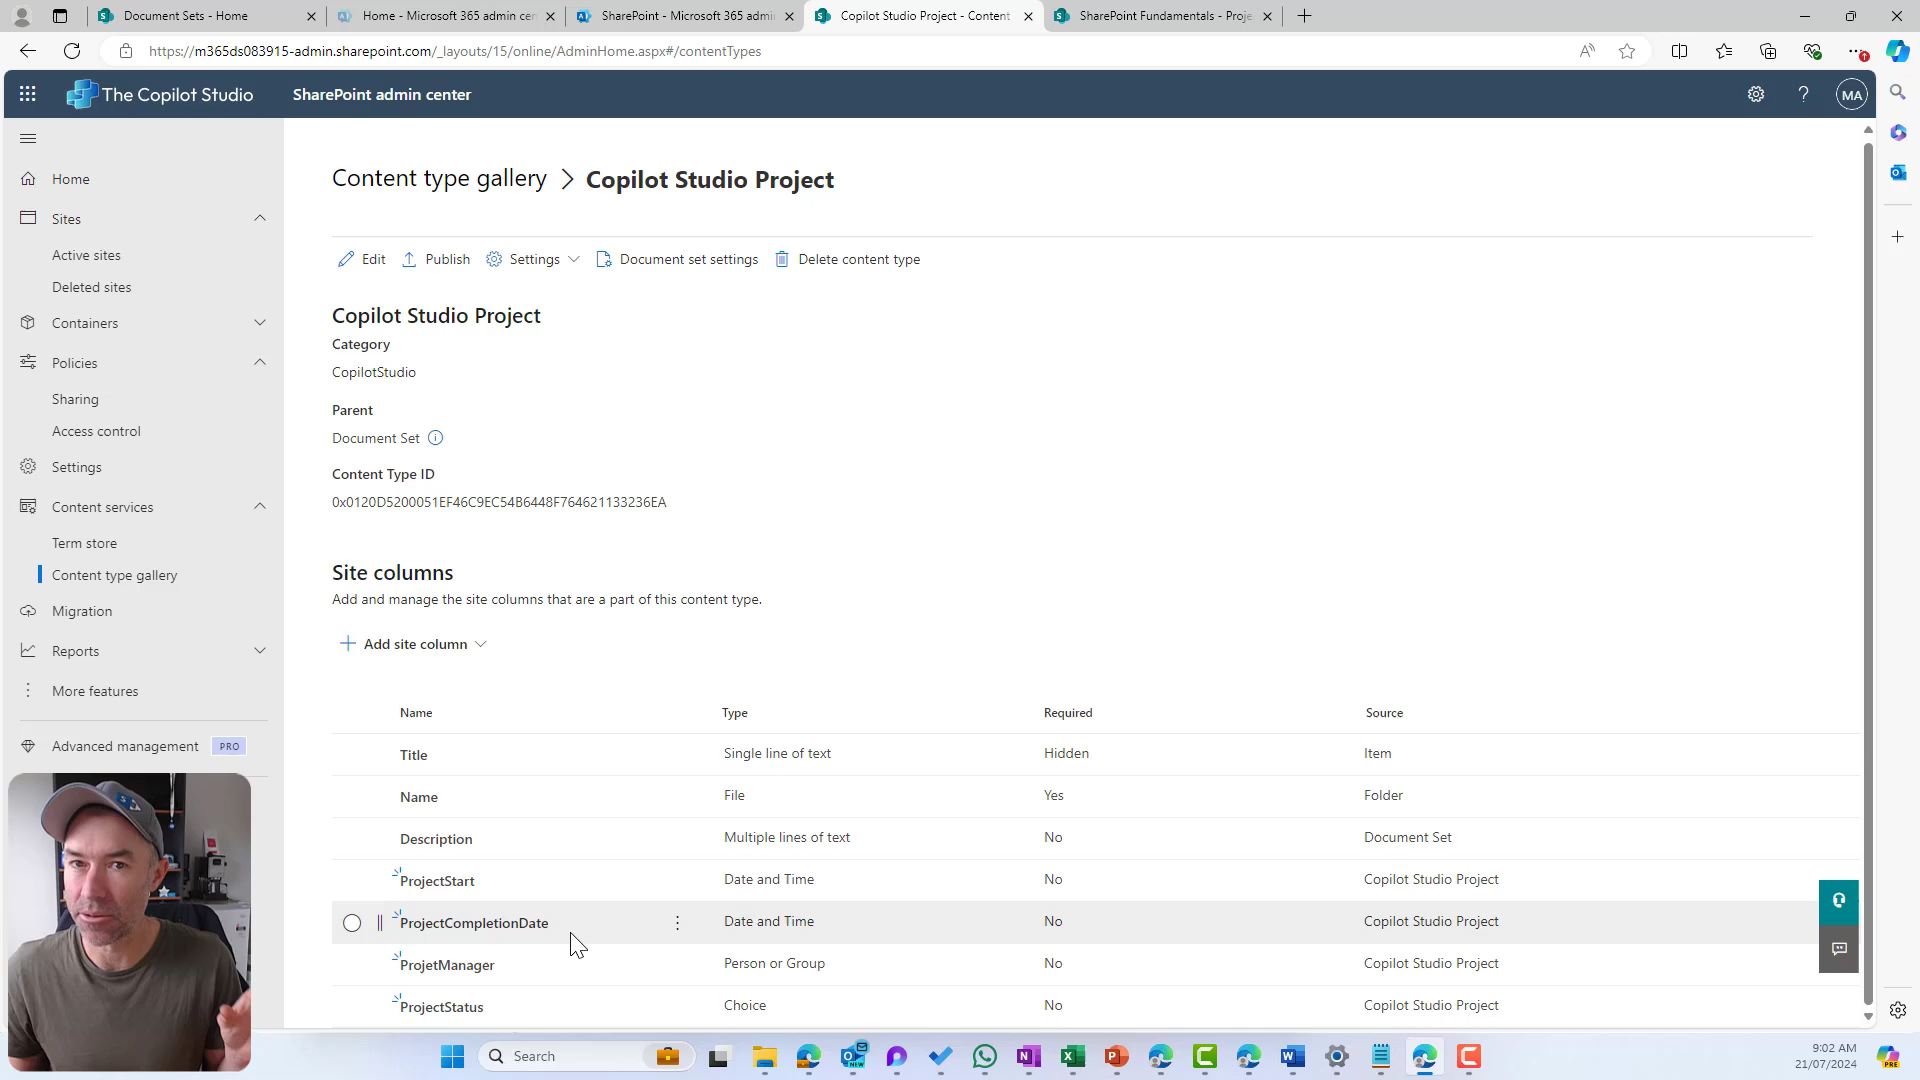 Document Sets - Home
Home - Microsoft 365 admin cen
SharePoint - Microsoft 365 admin
Copilot Studio Project - Content
SharePoint Fundamentals - Proje
https://m365ds083915-admin.sharepoint.com/_layouts/15/online/AdminHome.aspx#/contentTypes
The Copilot Studio
SharePoint admin center
MA
Home
Sites
Active sites
Deleted sites
Containers
Policies
Sharing
Access control
Settings
Content services
Term store
Content type gallery
Migration
Reports
More features
Advanced management PRO
Content type gallery > Copilot Studio Project
Edit Publish Settings Document set settings Delete content type
Copilot Studio Project
Category
CopilotStudio
Parent
Document Set
Content Type ID
0x0120D5200051EF46C9EC54B6448F764621133236EA
Site columns
Add and manage the site columns that are a part of this content type.
Add site column
Name Type Required Source
Title Single line of text Hidden Item
Name File Yes Folder
Description Multiple lines of text No Document Set
ProjectStart Date and Time No Copilot Studio Project
ProjectCompletionDate Date and Time No Copilot Studio Project
ProjetManager Person or Group No Copilot Studio Project
ProjectStatus Choice No Copilot Studio Project
Search
9:02 AM
21/07/2024